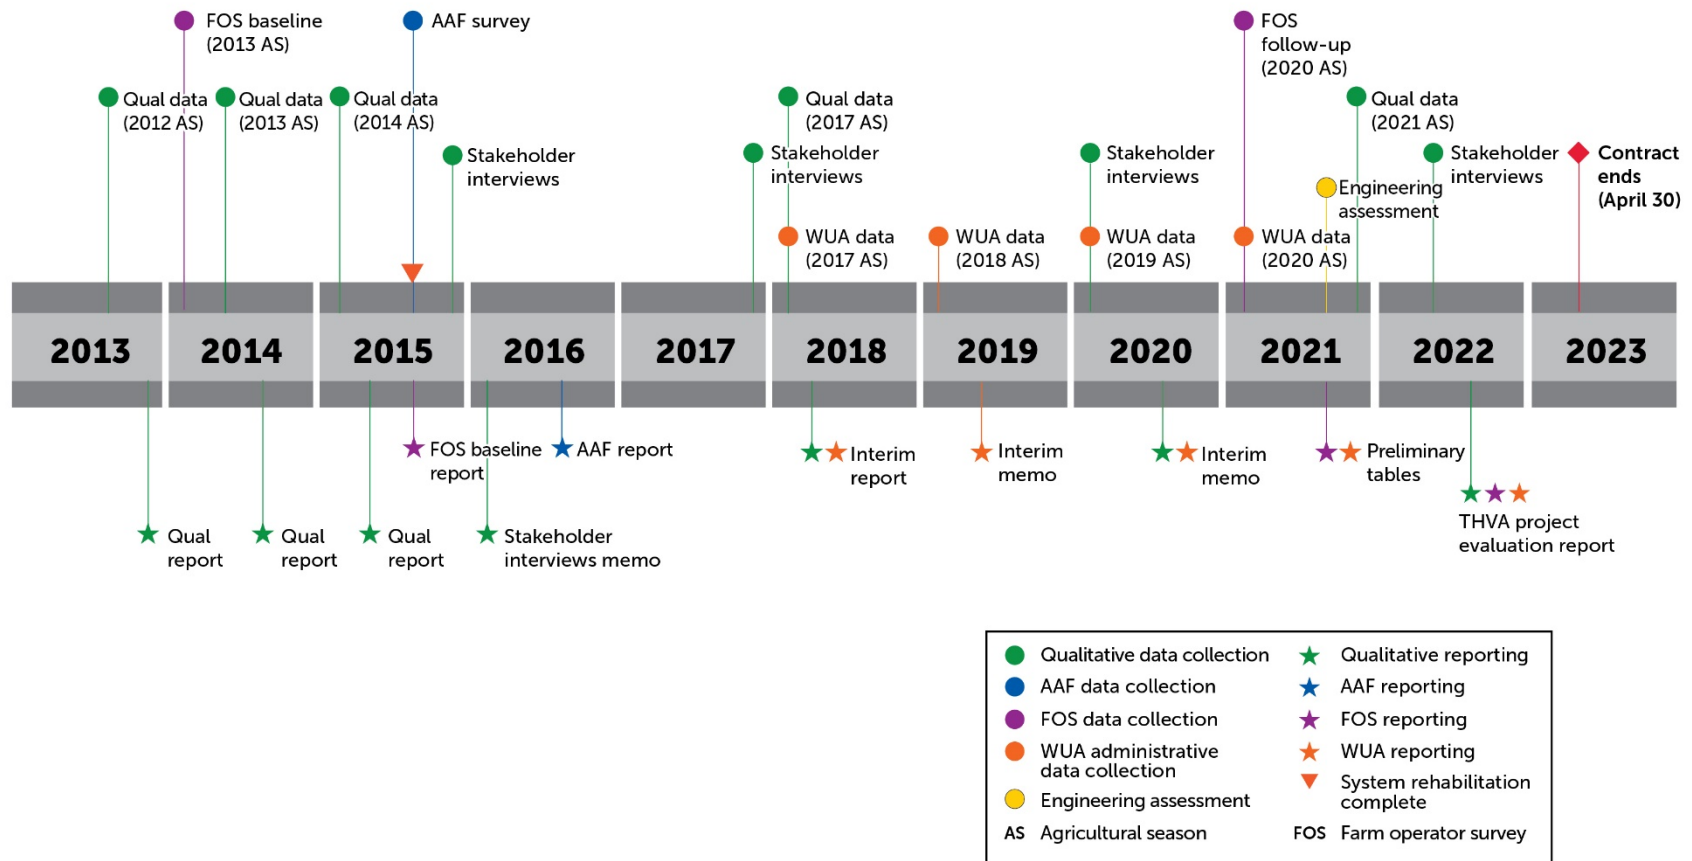 FOS baseline
(2013 AS)
AAF survey
FOS
follow-up
(2020 AS)
Qual data
(2012 AS)
Qual data
(2013 AS)
Qual data
(2014 AS)
Qual data
(2017 AS)
Qual data
(2021 AS)
Stakeholder
interviews
Stakeholder
interviews
Stakeholder
interviews
Stakeholder
interviews
Contract
ends
(April 30)
Engineering
assessment
WUA data
(2017 AS)
WUA data
(2018 AS)
WUA data
(2019 AS)
WUA data
(2020 AS)
2013
2014
2015
2016
2017
2018
2019
2020
2021
2022
2023
FOS baseline
report
AAF report
Interim
report
Interim
memo
Interim
memo
Preliminary
tables
THVA project
evaluation report
Qual
report
Qual
report
Qual
report
Stakeholder
interviews memo
Qualitative data collection
AAF data collection
FOS data collection
WUA administrative
data collection
Engineering assessment
AS Agricultural season
Qualitative reporting
AAF reporting
FOS reporting
WUA reporting
System rehabilitation
complete
FOS Farm operator survey